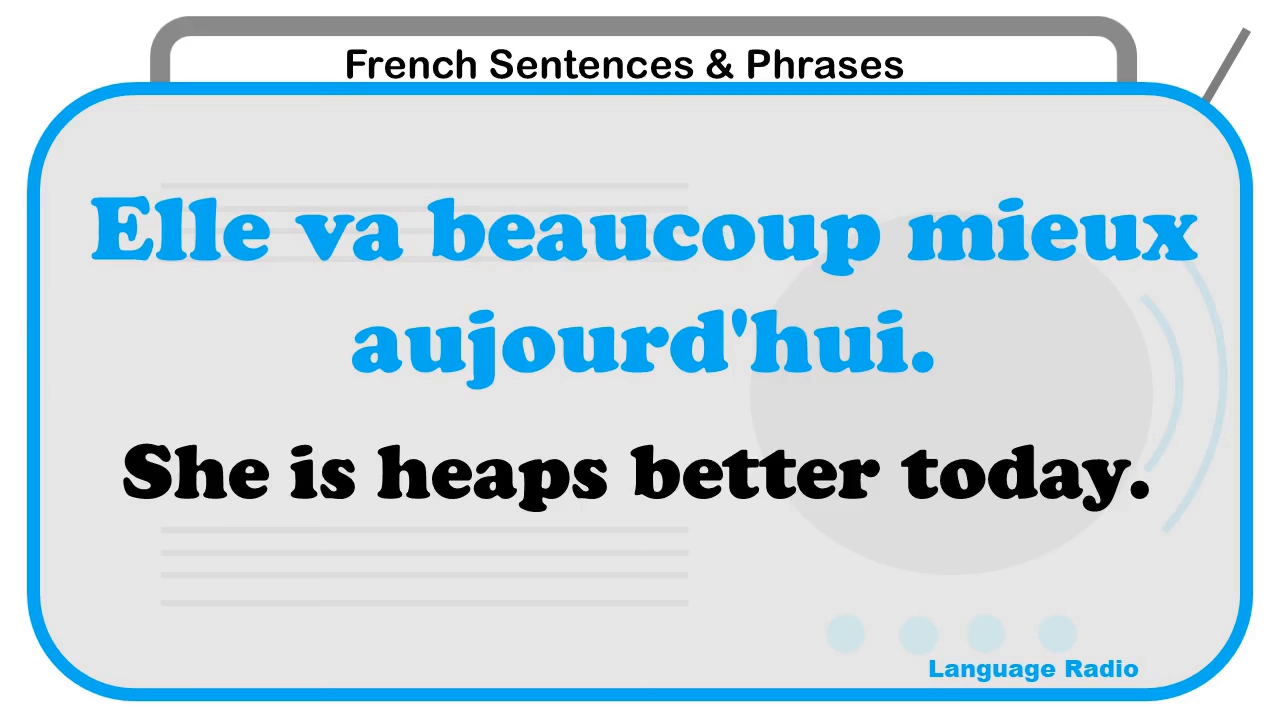 French Sentences & Phrases
Elle va beaucoup mieux
aujourd'hui.
She is heaps better today.
Language Radio